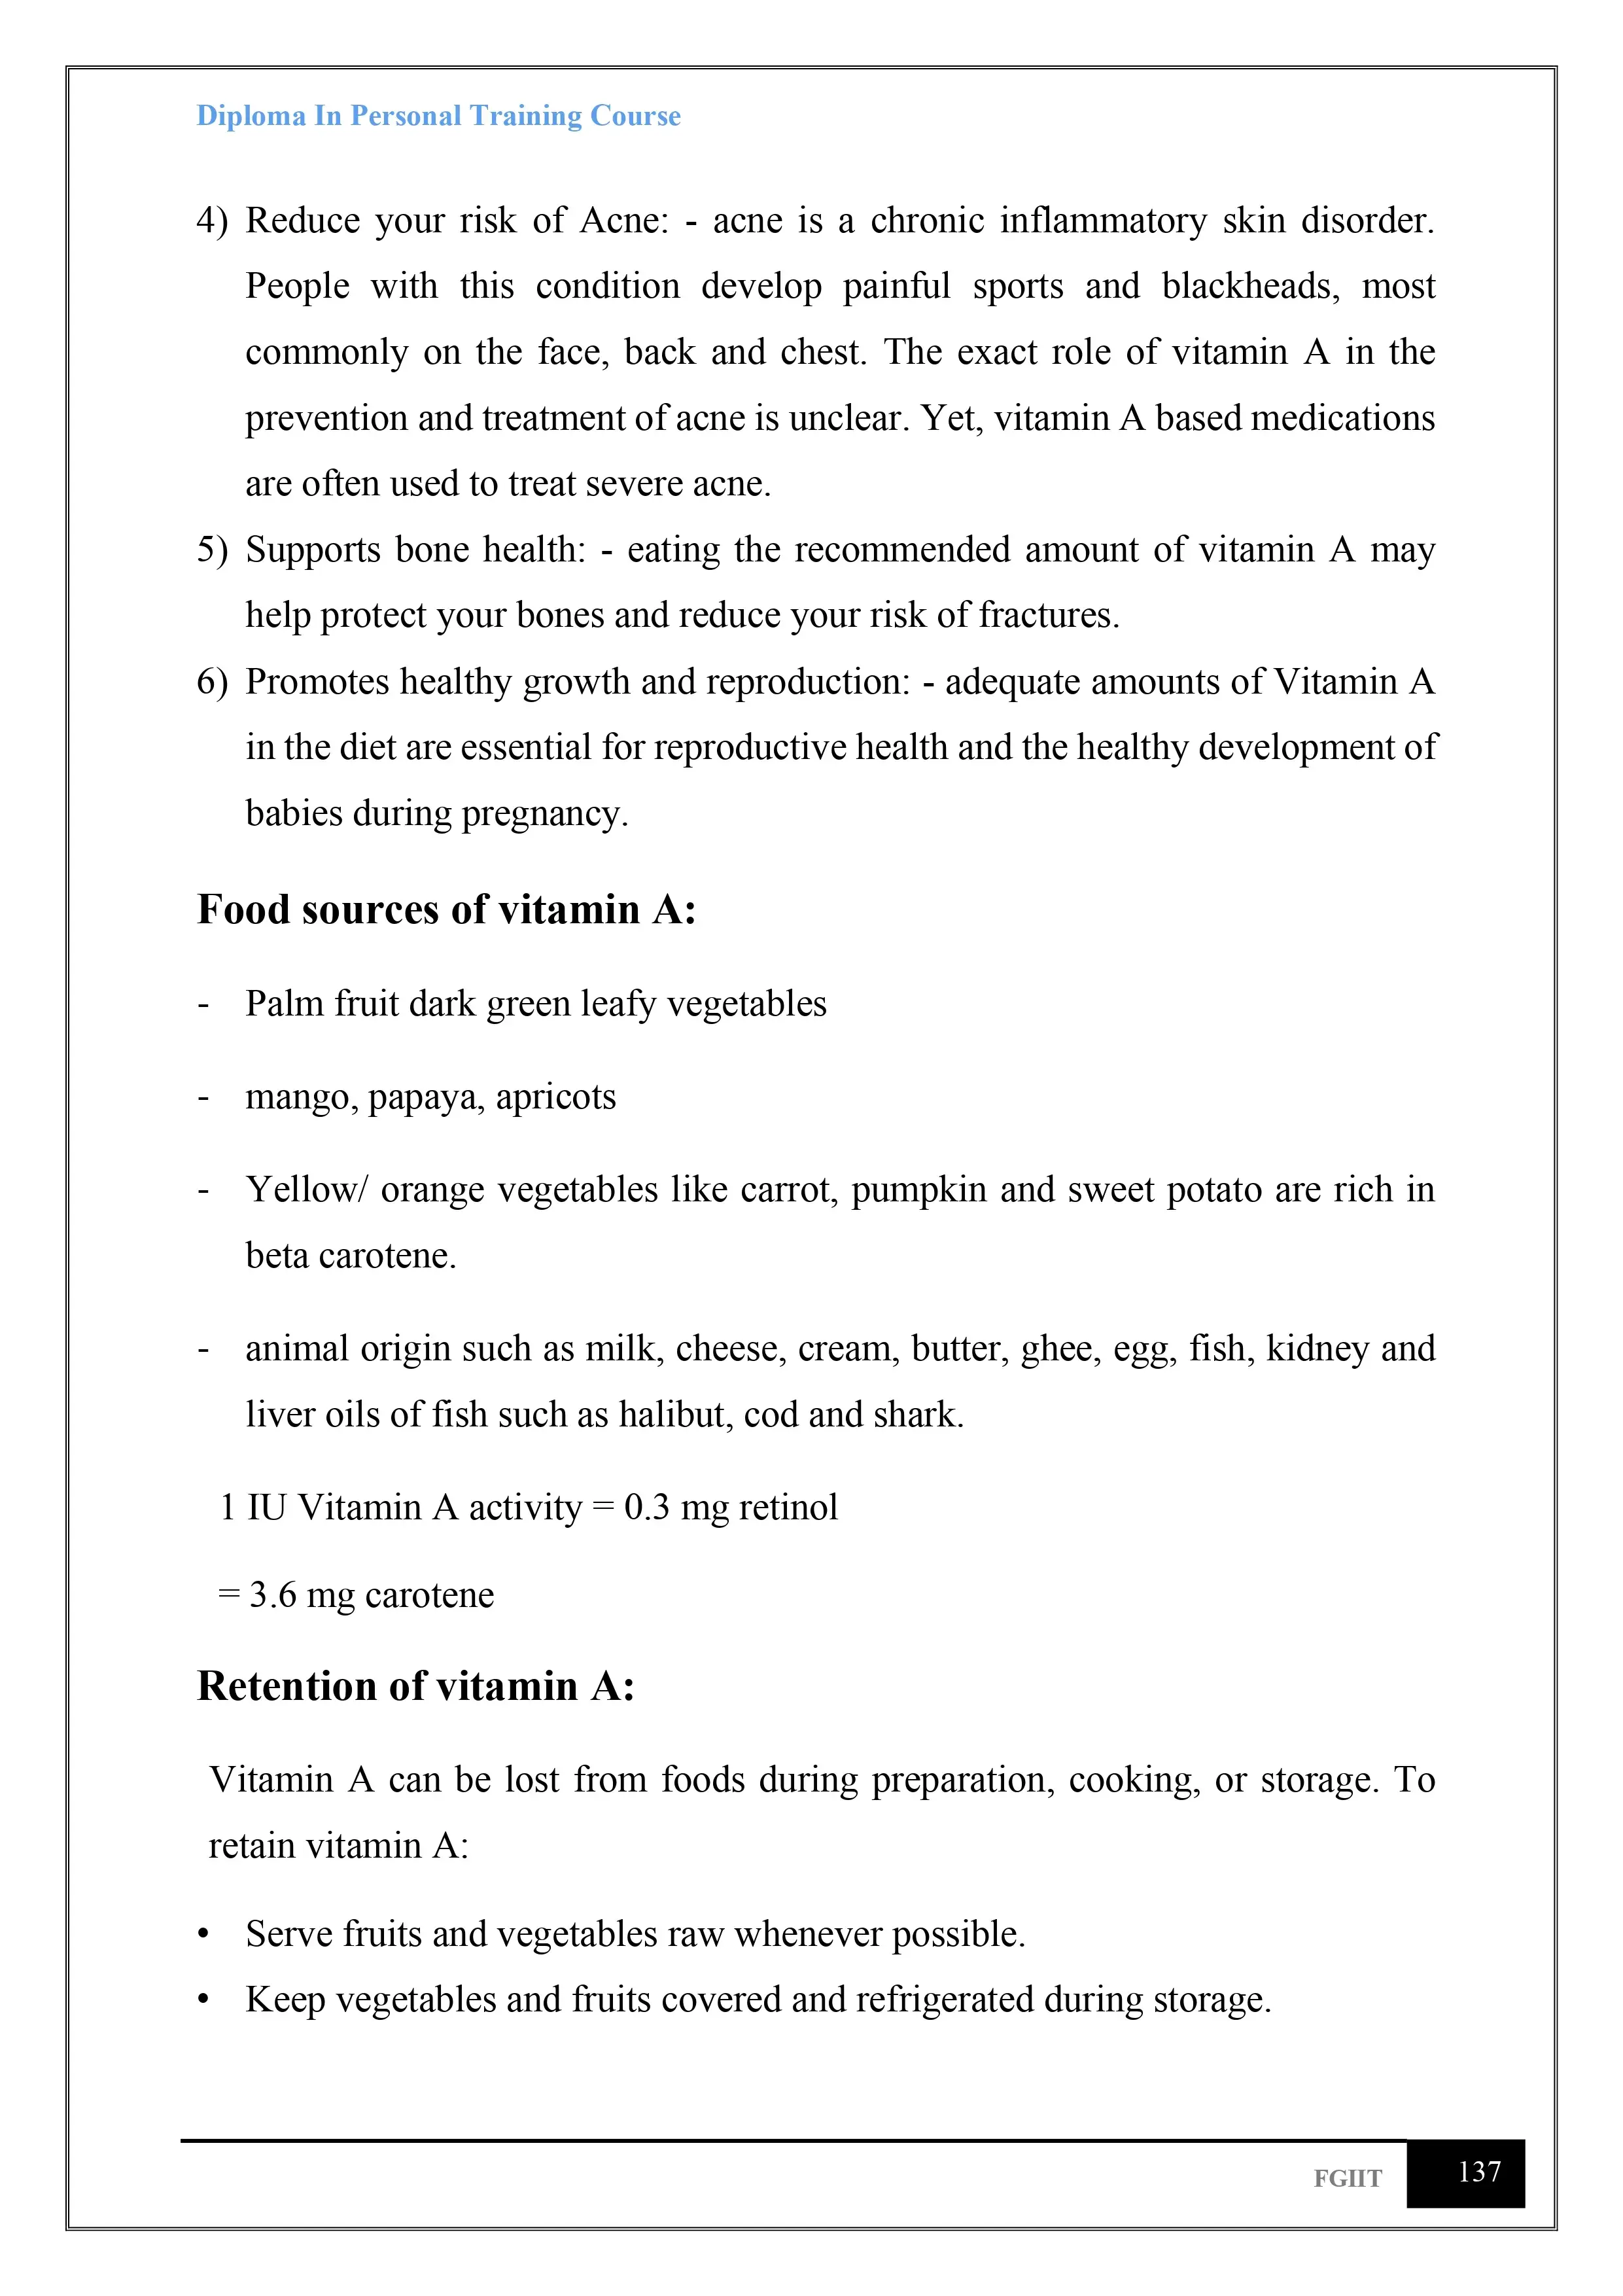 Diploma In Personal Training Course
4) Reduce your risk of Acne: - acne is a chronic inflammatory skin disorder.
People with this condition develop painful sports and blackheads, most
commonly on the face, back and chest. The exact role of vitamin A in the
prevention and treatment of acne is unclear. Yet, vitamin A based medications
are often used to treat severe acne.
5) Supports bone health: - eating the recommended amount of vitamin A may
help protect your bones and reduce your risk of fractures.
6) Promotes healthy growth and reproduction: - adequate amounts of Vitamin A
in the diet are essential for reproductive health and the healthy development of
babies during pregnancy.
Food sources of vitamin A:
- Palm fruit dark green leafy vegetables
- mango, papaya, apricots
- Yellow/ orange vegetables like carrot, pumpkin and sweet potato are rich in
beta carotene.
- animal origin such as milk, cheese, cream, butter, ghee, egg, fish, kidney and
liver oils of fish such as halibut, cod and shark.
1 IU Vitamin A activity = 0.3 mg retinol
= 3.6 mg carotene
Retention of vitamin A:
Vitamin A can be lost from foods during preparation, cooking, or storage. To
retain vitamin A:
• Serve fruits and vegetables raw whenever possible.
• Keep vegetables and fruits covered and refrigerated during storage.
FGIIT 137